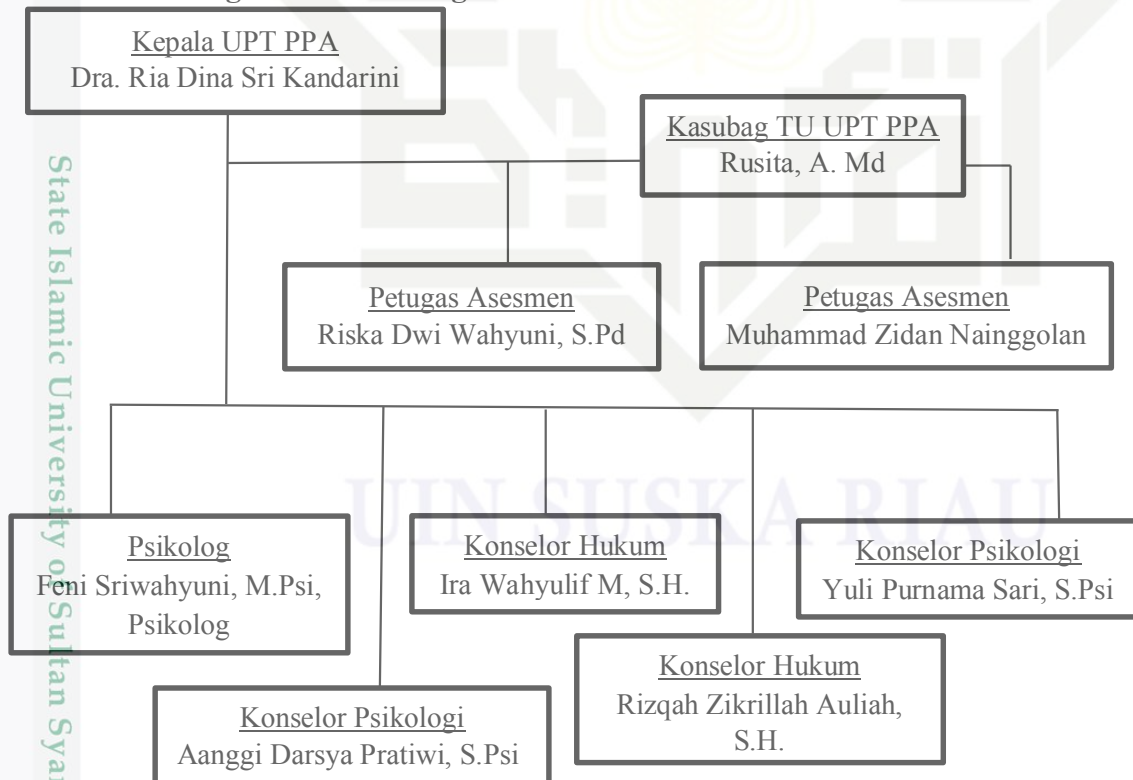 Kepala UPT PPA
Dra. Ria Dina Sri Kandarini
Kasubag TU UPT PPA
Rusita, A. Md
Petugas Asesmen
Riska Dwi Wahyuni, S.Pd
Petugas Asesmen
Muhammad Zidan Nainggolan
Psikolog
Feni Sriwahyuni, M.Psi,
Psikolog
Konselor Psikologi
Aanggi Darsya Pratiwi, S.Psi
Konselor Hukum
Ira Wahyulif M, S.H.
Konselor Hukum
Rizqah Zikrillah Auliah,
S.H.
Konselor Psikologi
Yuli Purnama Sari, S.Psi
State Islamic University of Sultan
UIN SUSKA RIAU